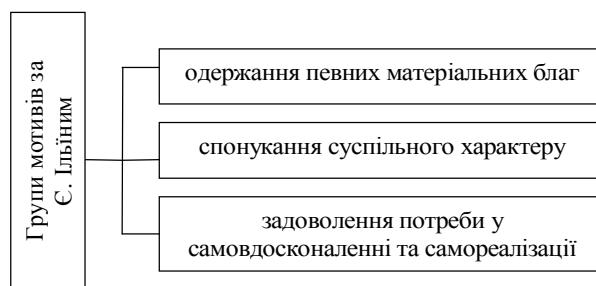 Групи мотивів за
Є. Ільїним
одержання певних матеріальних благ
спонукання суспільного характеру
задоволення потреби у
самовдосконаленні та самореалізації